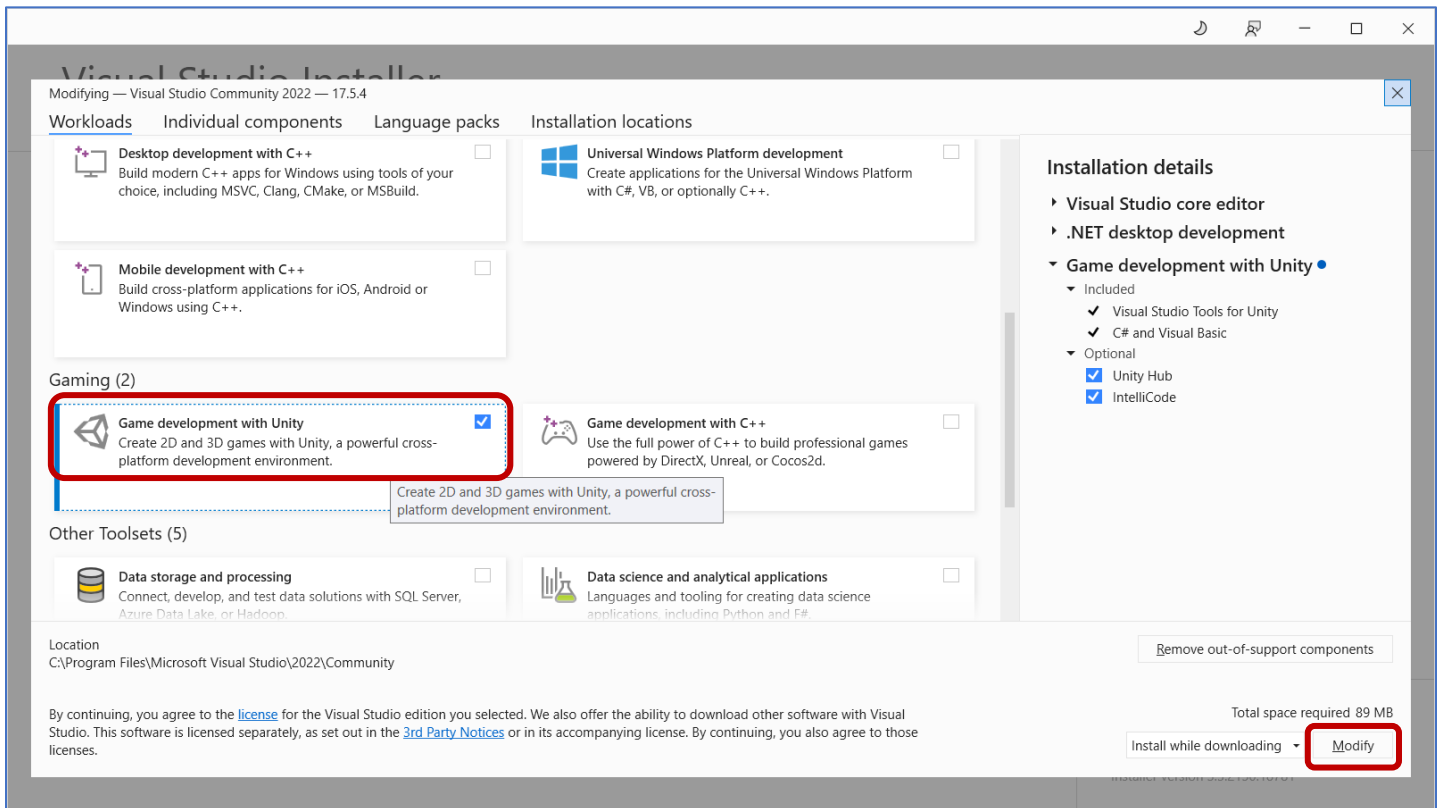 Visual Studio Installer
Modifying — Visual Studio Community 2022 — 17.5.4
Workloads Individual components Language packs Installation locations
Desktop development with C++
Build modern C++ apps for Windows using tools of your
choice, including MSVC, Clang, CMake, or MSBuild.
Universal Windows Platform development
Create applications for the Universal Windows Platform
with C#, VB, or optionally C++.
Mobile development with C++
Build cross-platform applications for iOS, Android or
Windows using C++.
Gaming (2)
Game development with Unity
Create 2D and 3D games with Unity, a powerful cross-
platform development environment.
Game development with C++
Use the full power of C++ to build professional games
powered by DirectX, Unreal, or Cocos2d.
Create 2D and 3D games with Unity, a powerful cross-
platform development environment.
Other Toolsets (5)
Data storage and processing
Connect, develop, and test data solutions with SQL Server,
Azure Data Lake, or Hadoop.
Data science and analytical applications
Languages and tooling for creating data science
applications, including Python and F#.
Installation details
Visual Studio core editor
.NET desktop development
Game development with Unity
Included
Visual Studio Tools for Unity
C# and Visual Basic
Optional
Unity Hub
IntelliCode
Location
C:\Program Files\Microsoft Visual Studio\2022\Community
Remove out-of-support components
By continuing, you agree to the license for the Visual Studio edition you selected. We also offer the ability to download other software with Visual
Studio. This software is licensed separately, as set out in the 3rd Party Notices or in its accompanying license. By continuing, you also agree to those
licenses.
Total space required 89 MB
Install while downloading Modify